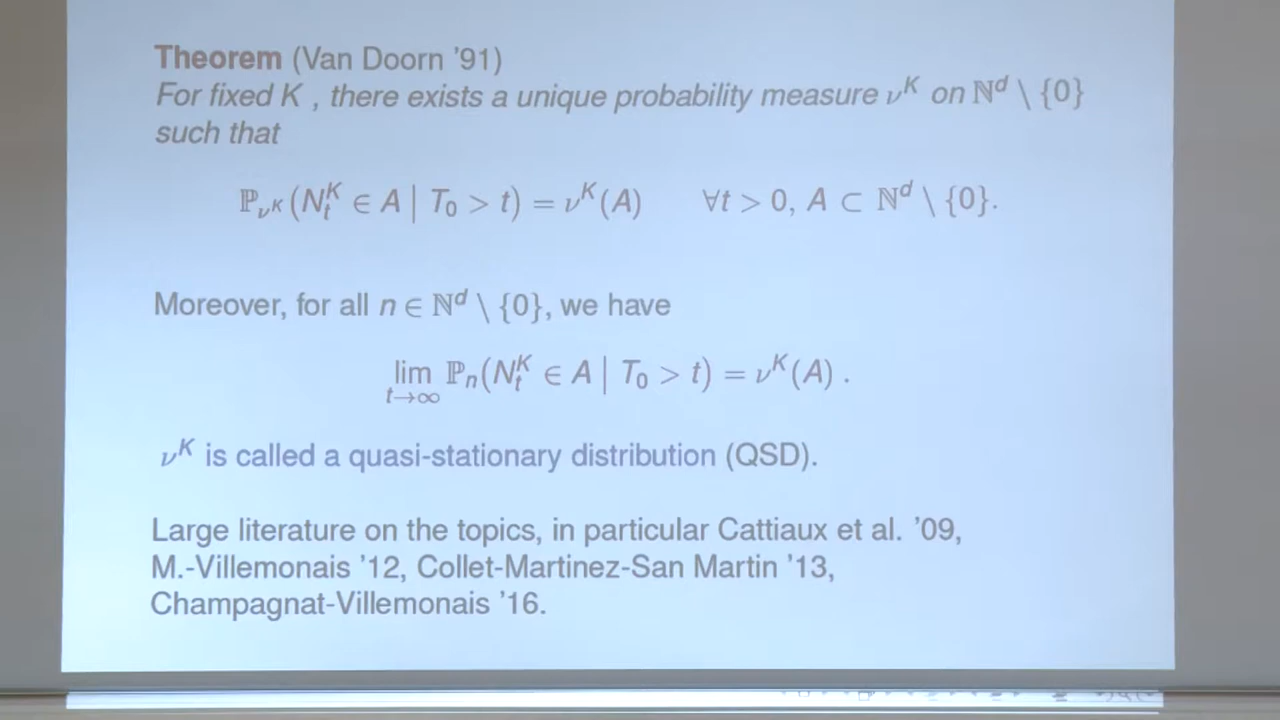 Theorem (Van Doorn '91)
For fixed K , there exists a unique probability measure ν^K on ℕ^d \ {0}
such that
ℙ_{ν^K}(N_t^K ∈ A | T_0 > t) = ν^K(A)     ∀t > 0, A ⊂ ℕ^d \ {0}.
Moreover, for all n ∈ ℕ^d \ {0}, we have
lim_{t→∞} ℙ_n(N_t^K ∈ A | T_0 > t) = ν^K(A) .
ν^K is called a quasi-stationary distribution (QSD).
Large literature on the topics, in particular Cattiaux et al. '09,
M.-Villemonais '12, Collet-Martinez-San Martin '13,
Champagnat-Villemonais '16.